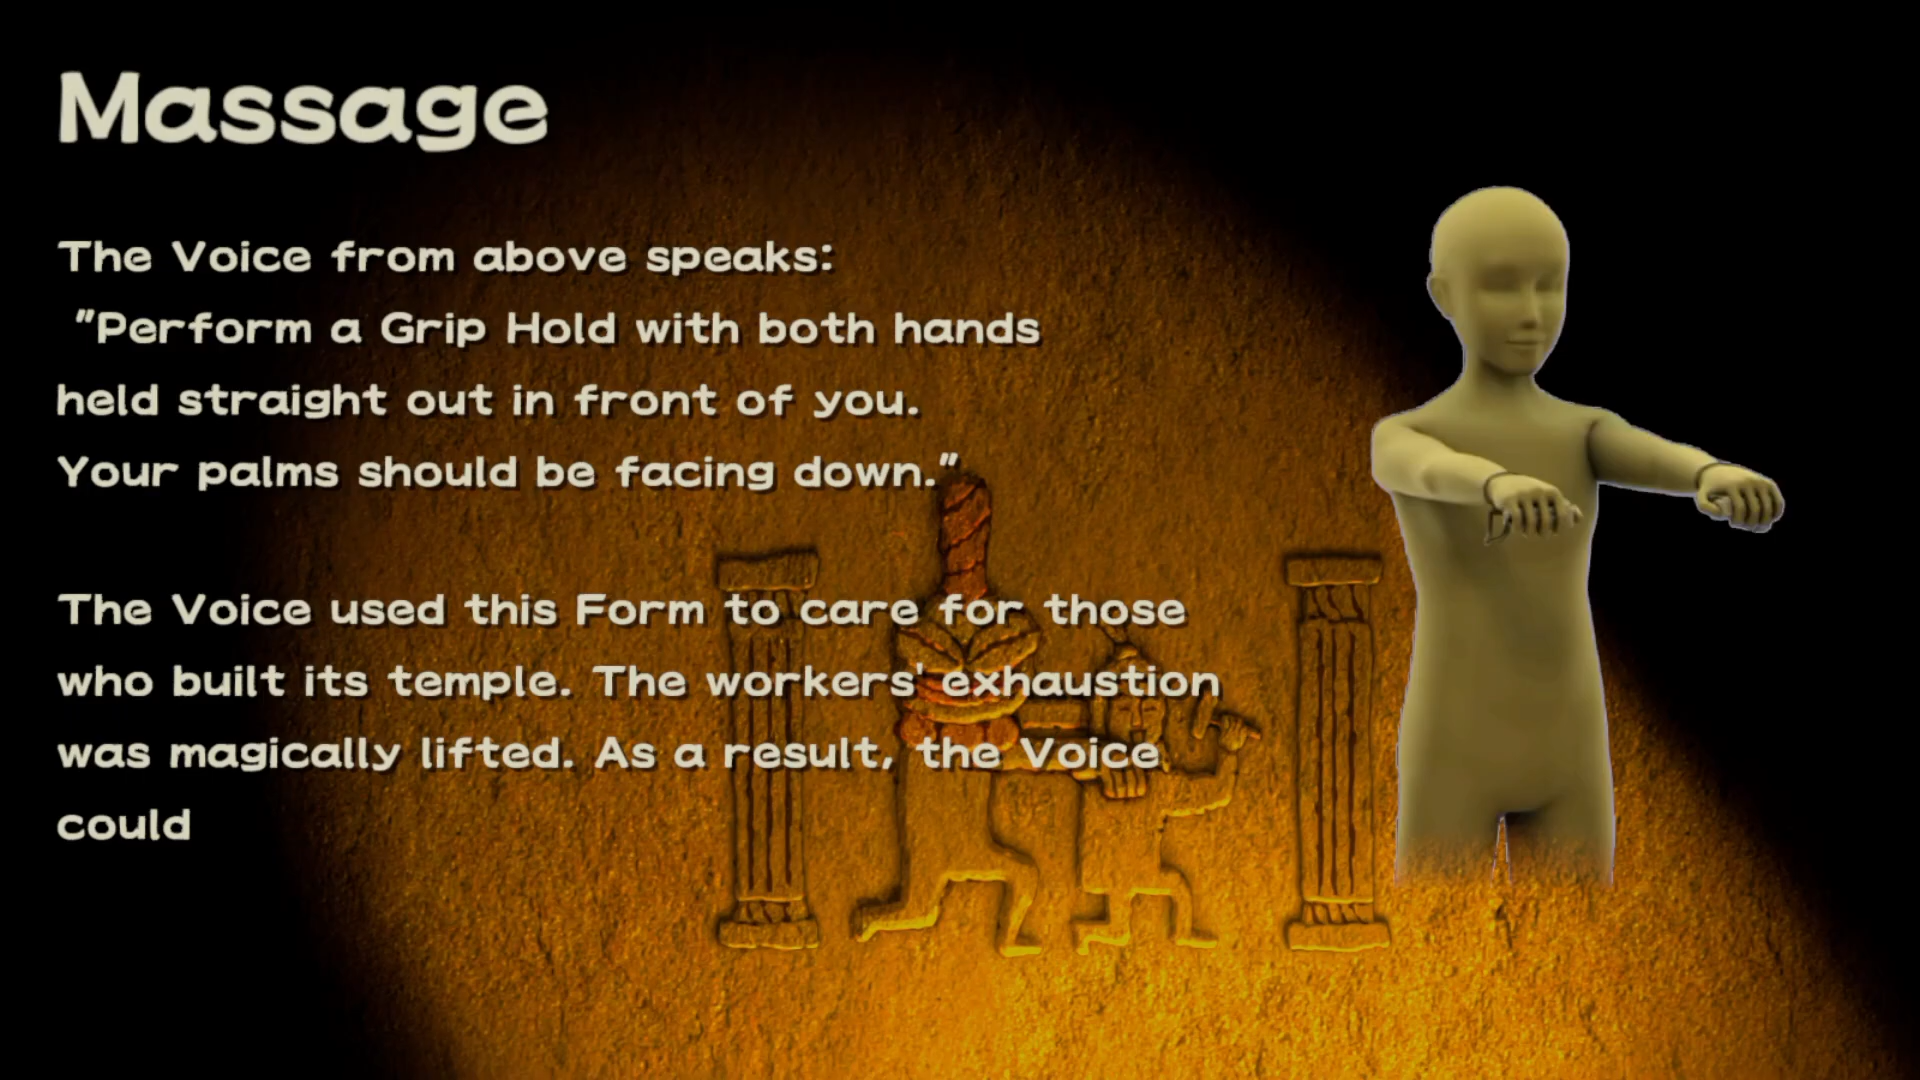 Massage
The Voice from above speaks:
"Perform a Grip Hold with both hands
held straight out in front of you.
Your palms should be facing down."
The Voice used this Form to care for those
who built its temple. The workers' exhaustion
was magically lifted. As a result, the Voice
could